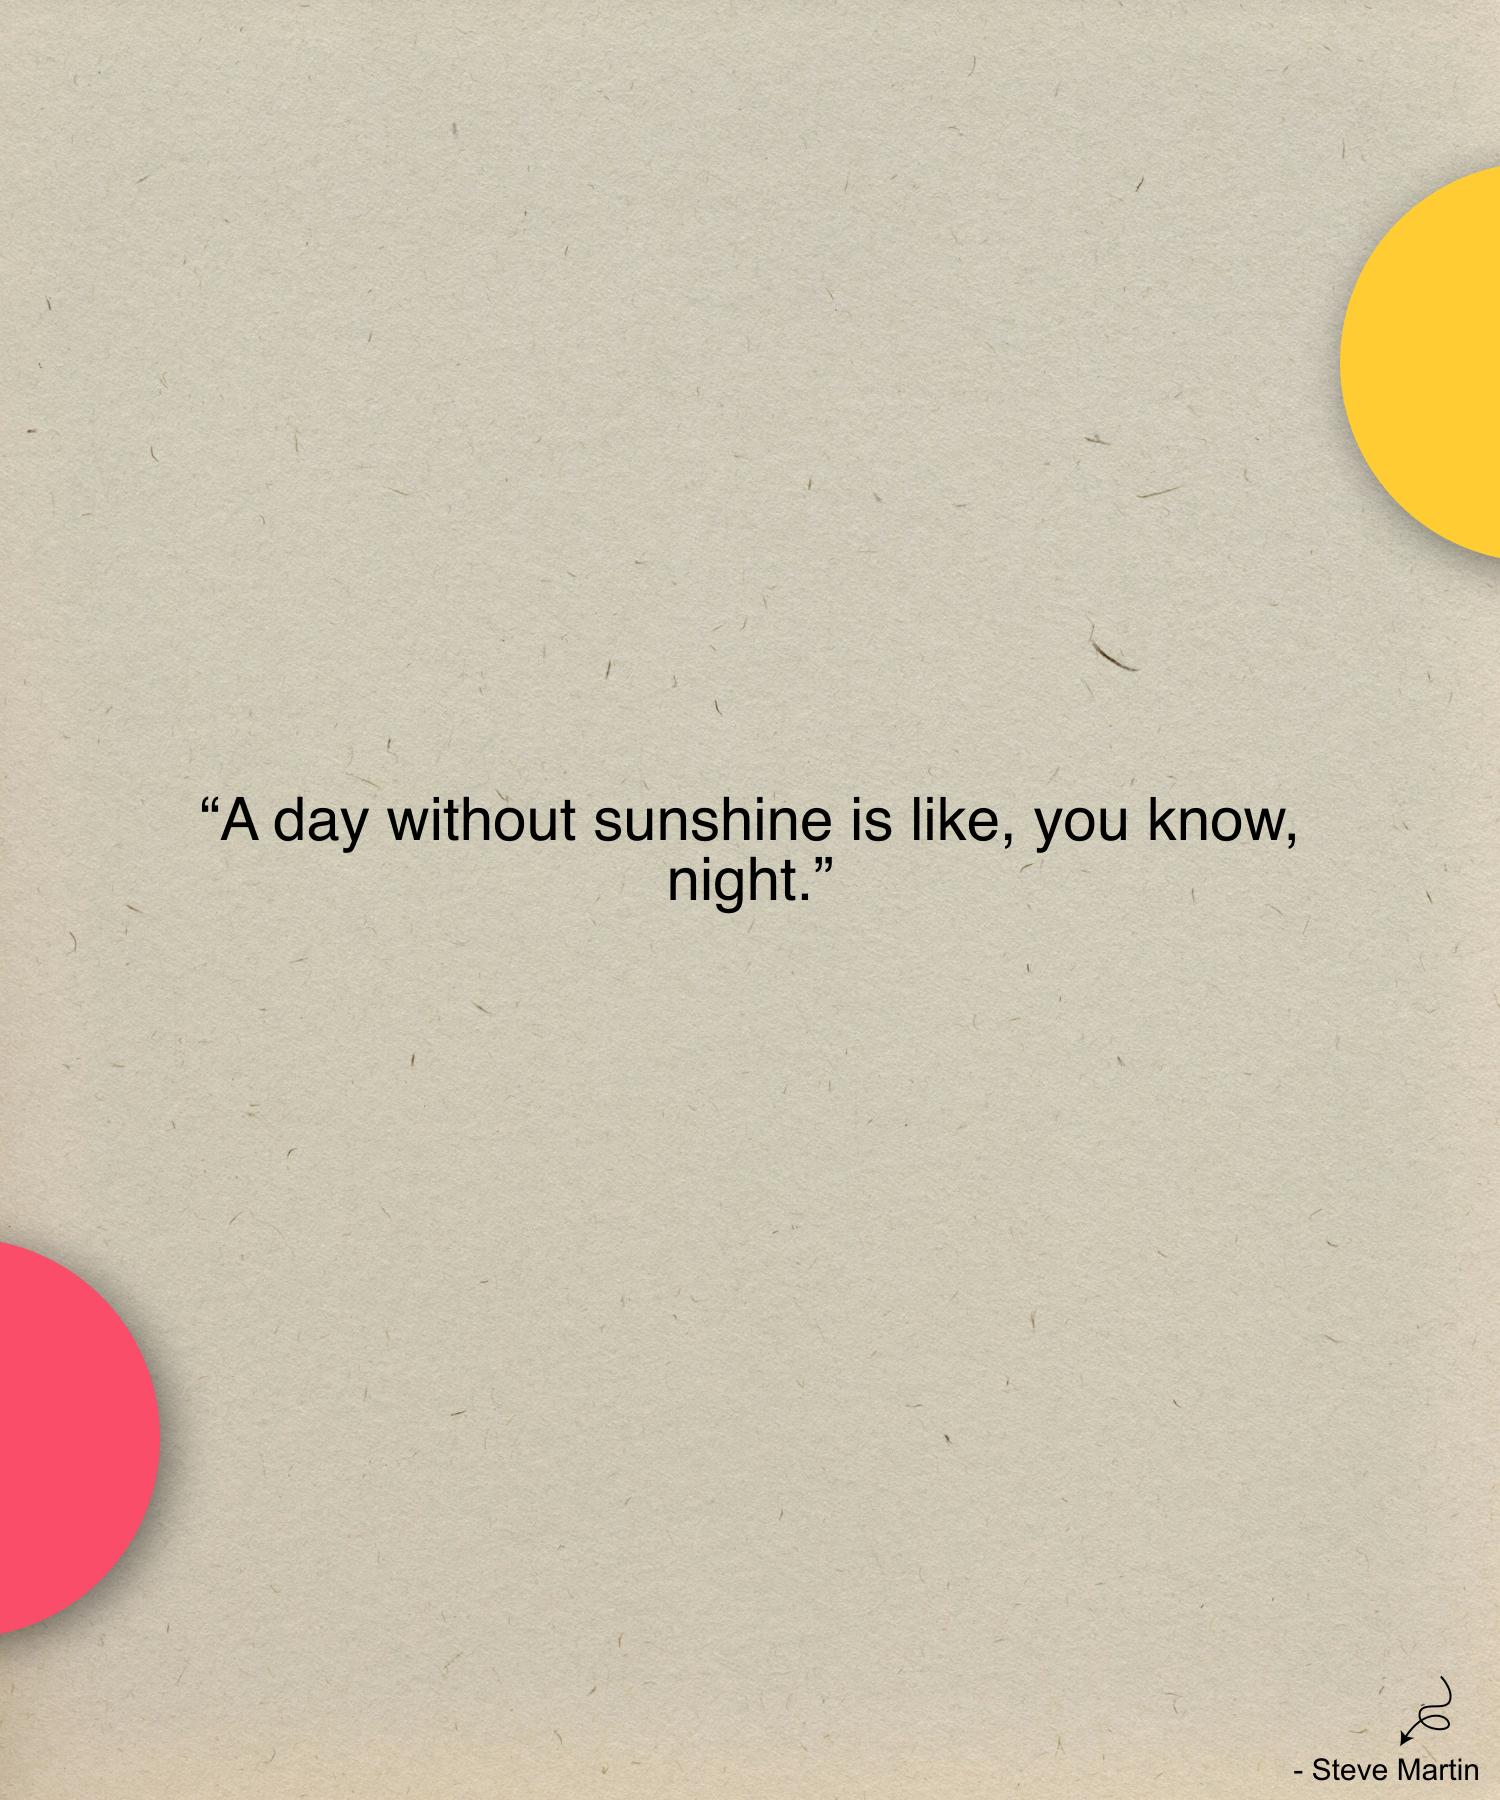 “A day without sunshine is like, you know,
night.”
- Steve Martin